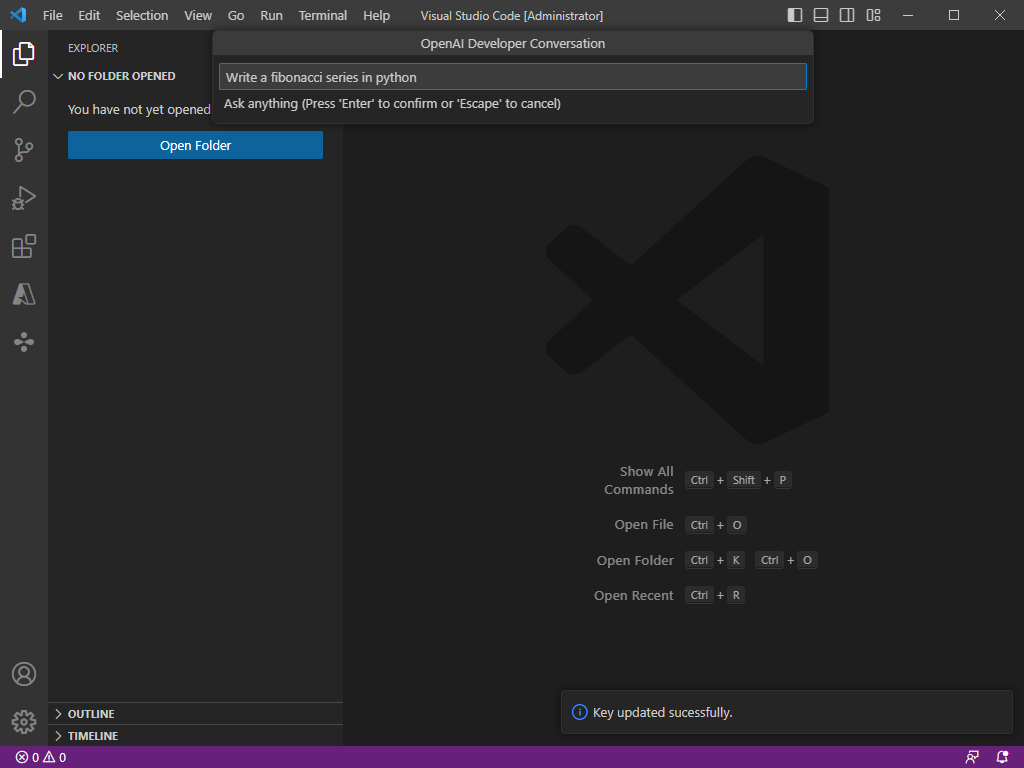 File Edit Selection View Go Run Terminal Help Visual Studio Code [Administrator]
EXPLORER
OpenAI Developer Conversation
NO FOLDER OPENED
Write a fibonacci series in python
Ask anything (Press 'Enter' to confirm or 'Escape' to cancel)
You have not yet opened
Open Folder
Show All Commands Ctrl + Shift + P
Open File Ctrl + O
Open Folder Ctrl + K Ctrl + O
Open Recent Ctrl + R
OUTLINE
Key updated sucessfully.
TIMELINE
0 0